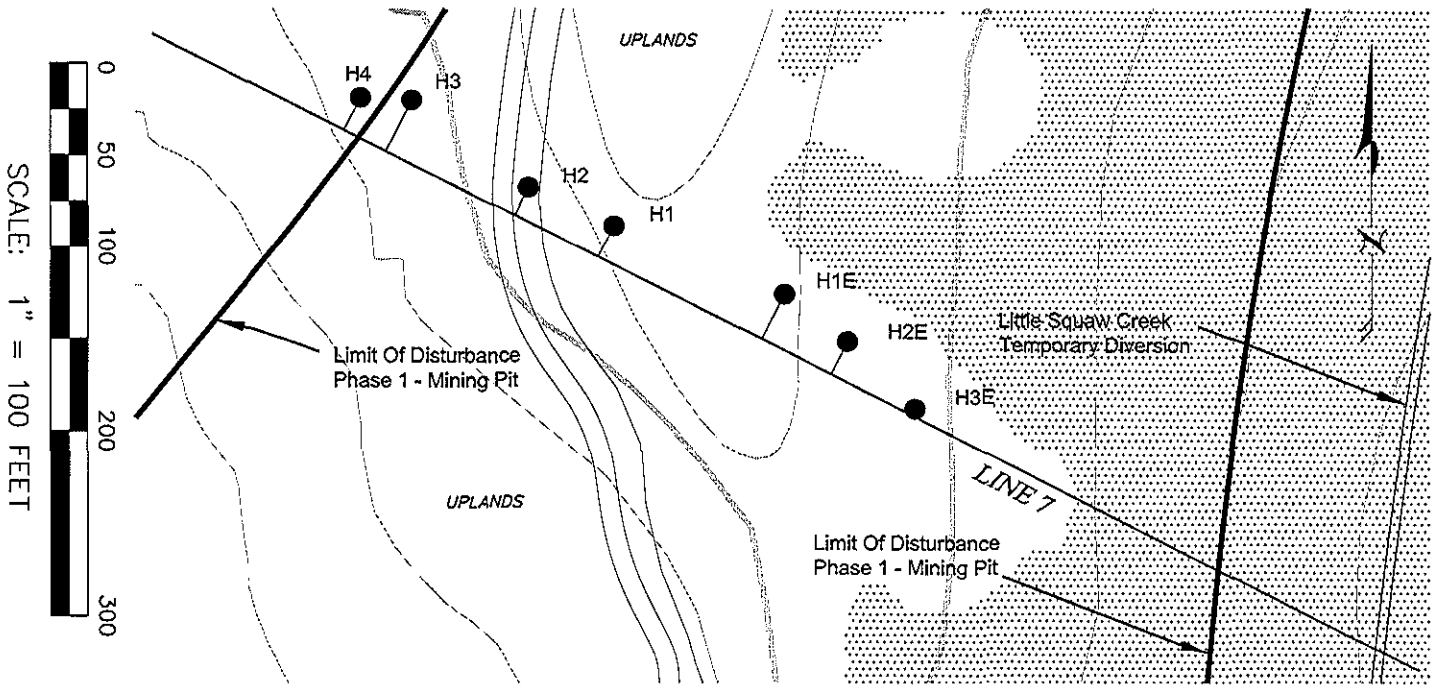 UPLANDS
0
50
100
200
300
SCALE: 1" = 100 FEET
H4
H3
H2
H1
H1E
H2E
H3E
Little Squaw Creek
Temporary Diversion
Limit Of Disturbance
Phase 1 - Mining Pit
UPLANDS
LINE 7
Limit Of Disturbance
Phase 1 - Mining Pit
N